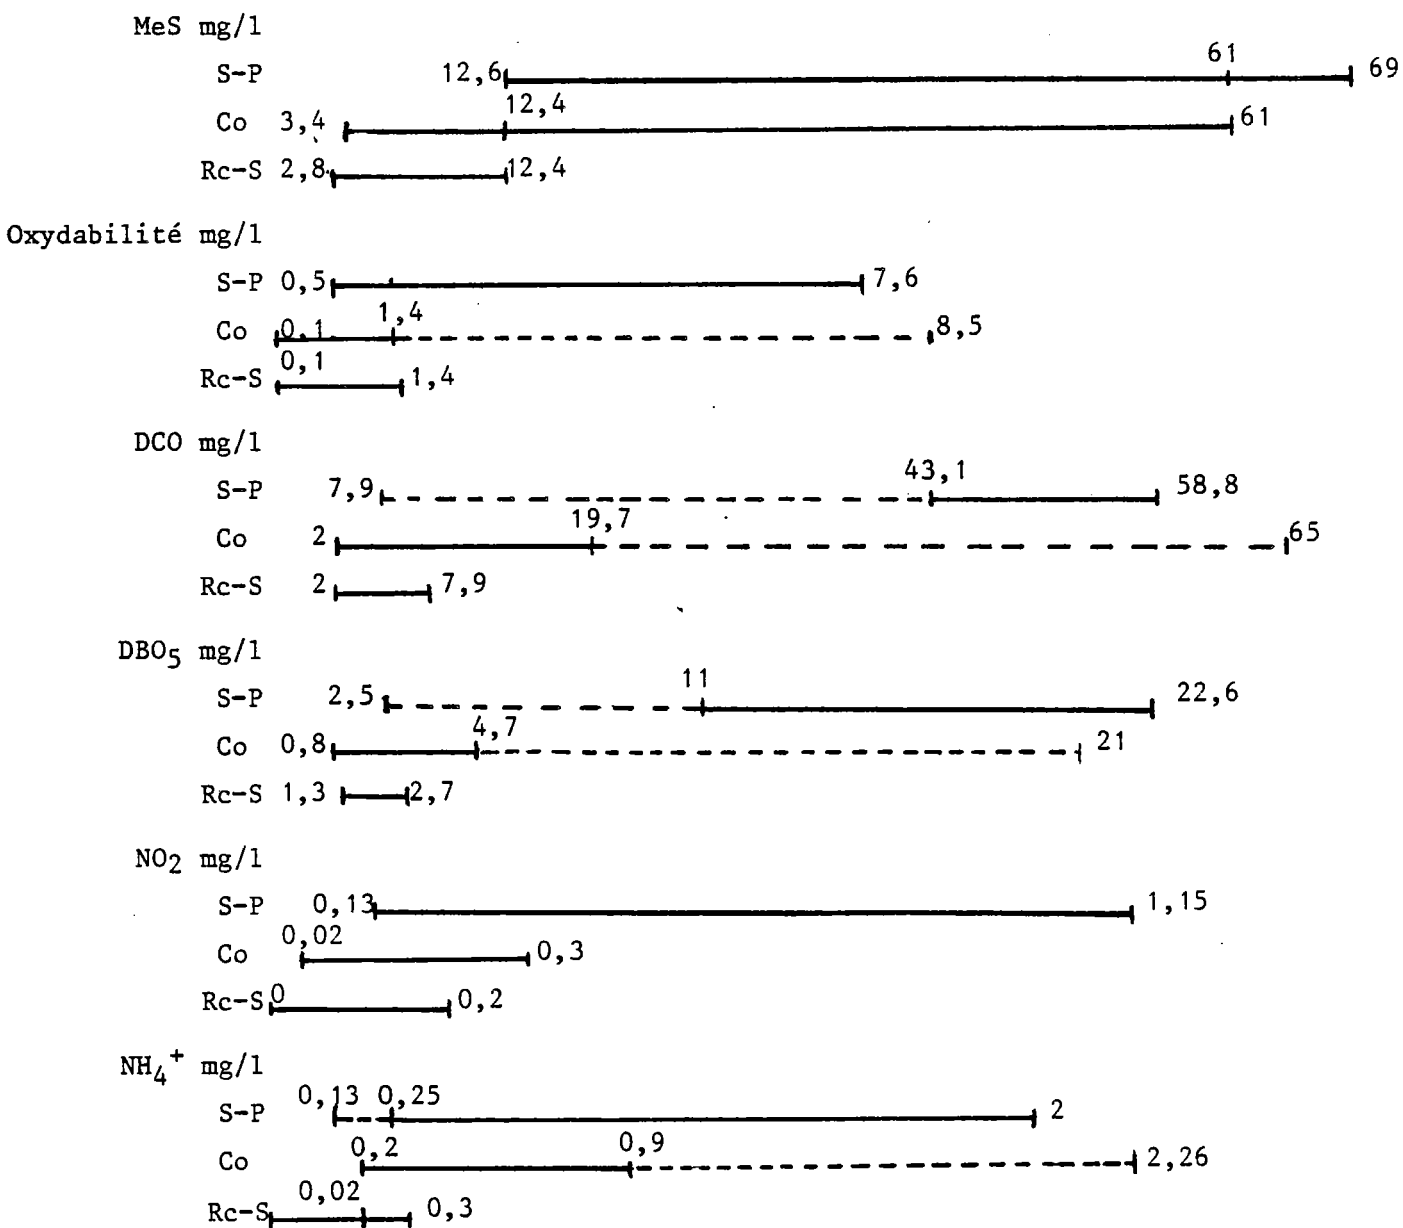 MeS mg/l
61
S-P 12,6 69
12,4
Co 3,4 61
Rc-S 2,8 12,4
Oxydabilité mg/l
S-P 0,5 7,6
1,4
Co 0,1 8,5
0,1
Rc-S 1,4
DCO mg/l
43,1
S-P 7,9 58,8
19,7
Co 2 65
Rc-S 2 7,9
DBO5 mg/l
11
S-P 2,5 22,6
4,7
Co 0,8 21
Rc-S 1,3 2,7
NO2 mg/l
S-P 0,13 1,15
0,02
Co 0,3
Rc-S 0 0,2
NH4+ mg/l
0,13 0,25
S-P 2
0,2 0,9
Co 2,26
0,02
Rc-S 0,3